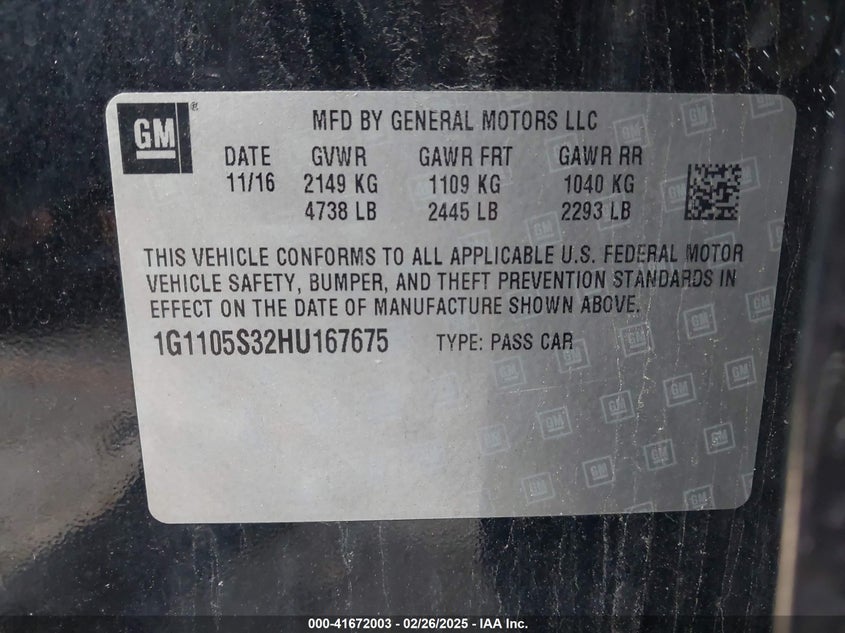 GM ®
MFD BY GENERAL MOTORS LLC
DATE GVWR GAWR FRT GAWR RR
11/16 2149 KG 1109 KG 1040 KG
4738 LB 2445 LB 2293 LB
THIS VEHICLE CONFORMS TO ALL APPLICABLE U.S. FEDERAL MOTOR
VEHICLE SAFETY, BUMPER, AND THEFT PREVENTION STANDARDS IN
EFFECT ON THE DATE OF MANUFACTURE SHOWN ABOVE.
1G1105S32HU167675 TYPE: PASS CAR
000-41672003 - 02/26/2025 - IAA Inc.